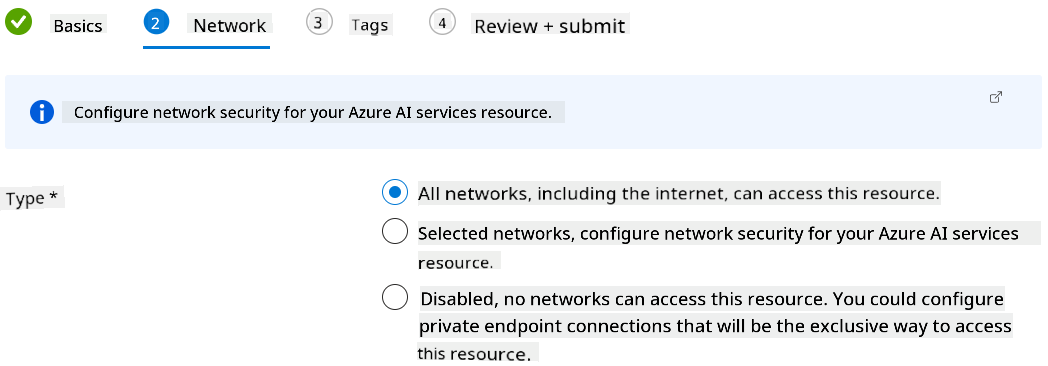 Basics 2 Network 3 Tags 4 Review + submit
Configure network security for your Azure AI services resource.
Type * All networks, including the internet, can access this resource.
Selected networks, configure network security for your Azure AI services
resource.
Disabled, no networks can access this resource. You could configure
private endpoint connections that will be the exclusive way to access
this resource.